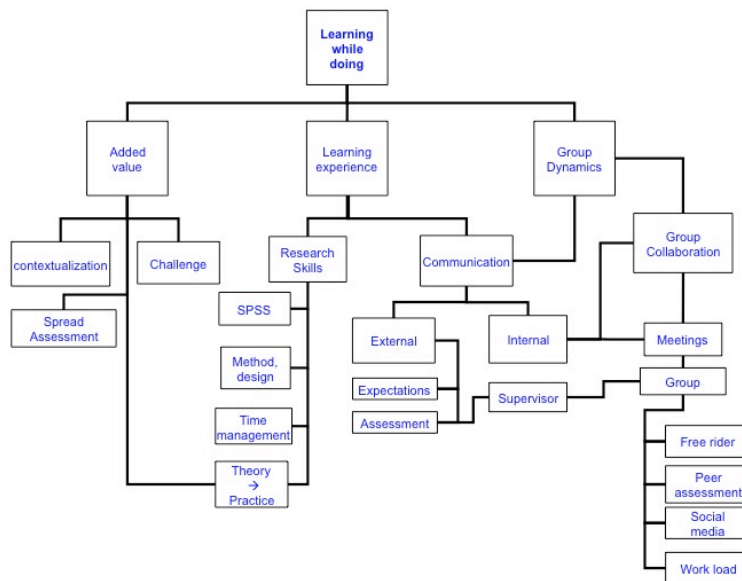 Learning
while
doing
Added
value
Learning
experience
Group
Dynamics
contextualization
Challenge
Research
Skills
Communication
Group
Collaboration
Spread
Assessment
SPSS
External
Internal
Meetings
Method,
design
Expectations
Supervisor
Group
Assessment
Time
management
Free rider
Theory
→
Practice
Peer
assessment
Social
media
Work load